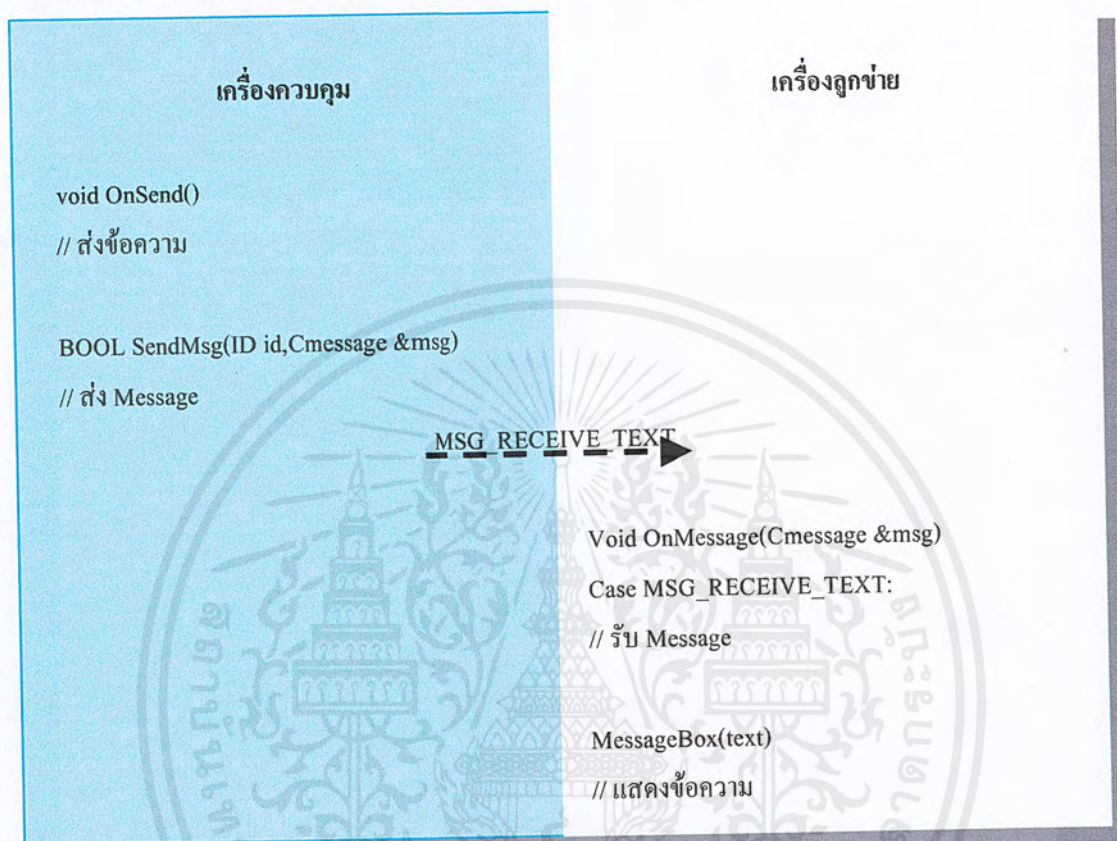 เครื่องควบคุม
เครื่องลูกข่าย
void OnSend()
// ส่งข้อความ
BOOL SendMsg(ID id,Cmessage &msg)
// ส่ง Message
MSG_RECEIVE_TEXT
Void OnMessage(Cmessage &msg)
Case MSG_RECEIVE_TEXT:
// รับ Message
MessageBox(text)
// แสดงข้อความ